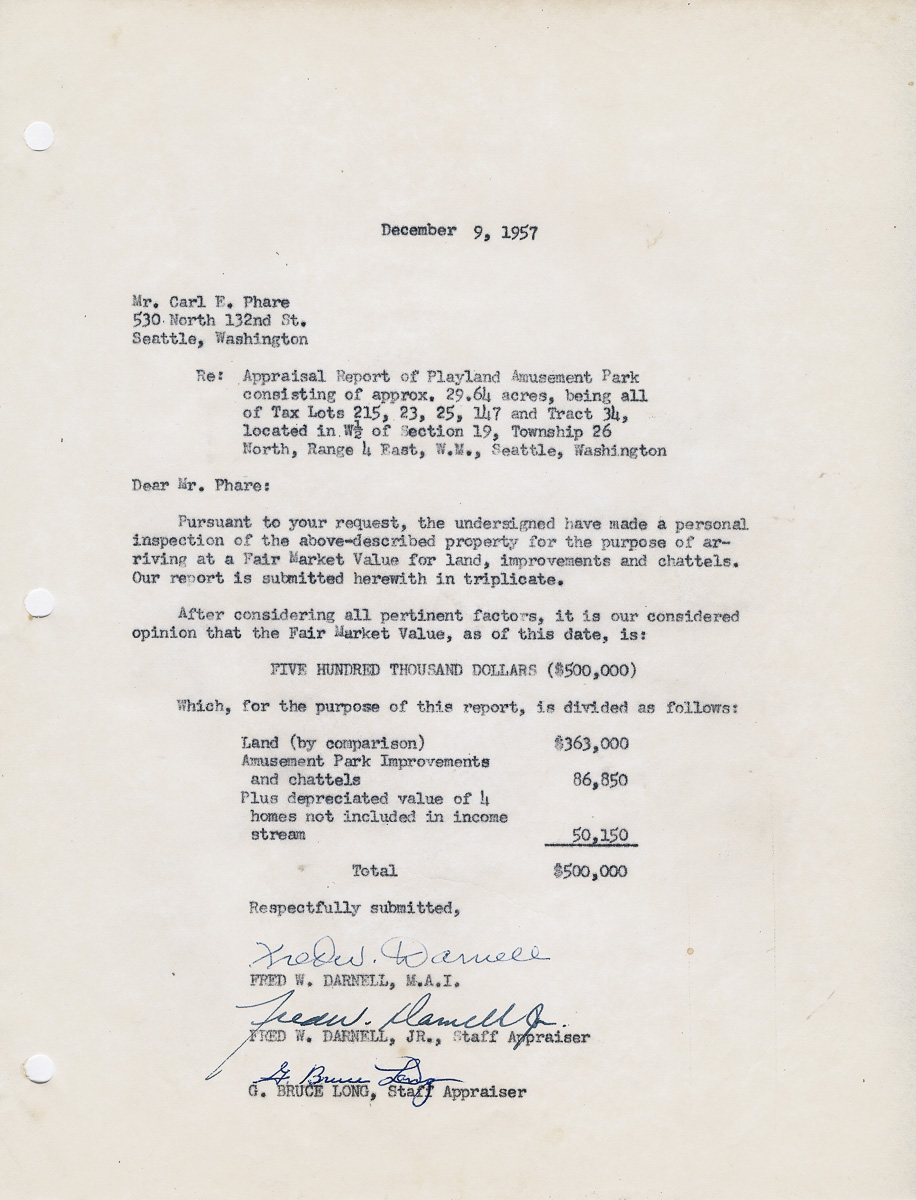 December 9, 1957
Mr. Carl E. Phare
530 North 132nd St.
Seattle, Washington
Re: Appraisal Report of Playland Amusement Park
consisting of approx. 29.64 acres, being all
of Tax Lots 215, 23, 25, 147 and Tract 34,
located in W½ of Section 19, Township 26
North, Range 4 East, W.M., Seattle, Washington
Dear Mr. Phare:
Pursuant to your request, the undersigned have made a personal
inspection of the above-described property for the purpose of ar-
riving at a Fair Market Value for land, improvements and chattels.
Our report is submitted herewith in triplicate.
After considering all pertinent factors, it is our considered
opinion that the Fair Market Value, as of this date, is:
FIVE HUNDRED THOUSAND DOLLARS ($500,000)
Which, for the purpose of this report, is divided as follows:
Land (by comparison) $363,000
Amusement Park Improvements
and chattels 86,850
Plus depreciated value of 4
homes not included in income
stream 50,150
Total $500,000
Respectfully submitted,
Fred W. Darnell
FRED W. DARNELL, M.A.I.
Fred W. Darnell Jr.
FRED W. DARNELL, JR., Staff Appraiser
G. Bruce Long
G. BRUCE LONG, Staff Appraiser